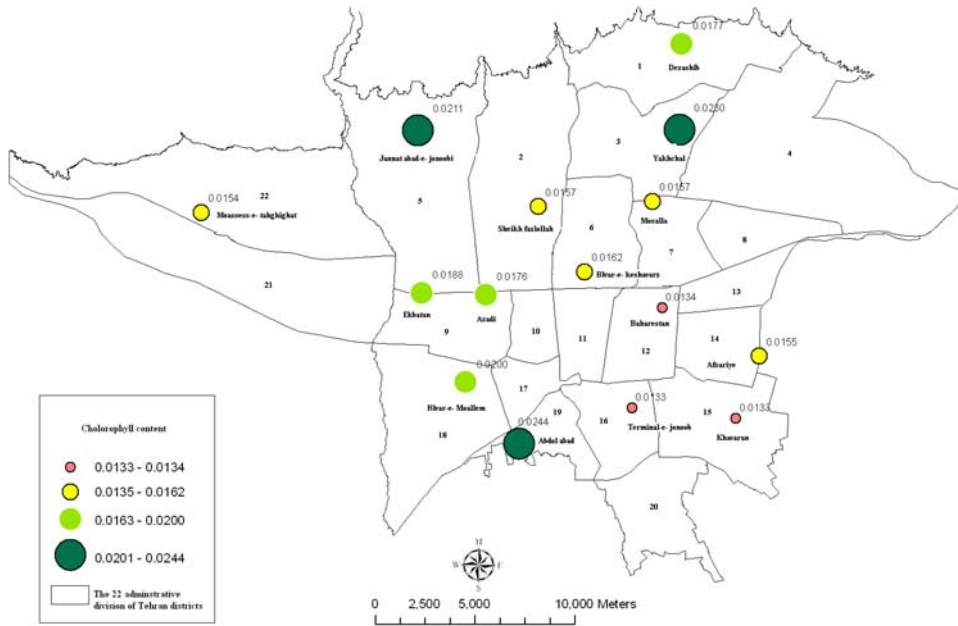 0.0177
1
Dezashib
0.0211
Jannat abad-e- jonoobi
0.0230
Yakhchal
2
3
4
22
0.0154
Moassess-e- tahghighat
5
0.0157
Sheikh fazlollah
0.0157
Mosalla
6
7
8
0.0162
Blvar-e- keshavarz
21
0.0188
Ekbatan
0.0176
Azadi
9
10
11
0.0134
Baharestan
12
13
14
0.0155
Afsariye
0.0200
Blvar-e- Moallem
17
18
0.0244
19
Abdol abad
16
0.0133
Terminal-e- jonoob
15
0.0133
Khavaran
20
Cholorophyll content
0.0133 - 0.0134
0.0135 - 0.0162
0.0163 - 0.0200
0.0201 - 0.0244
The 22 adminstrative
division of Tehran districts
N
W E
S
0 2,500 5,000 10,000 Meters